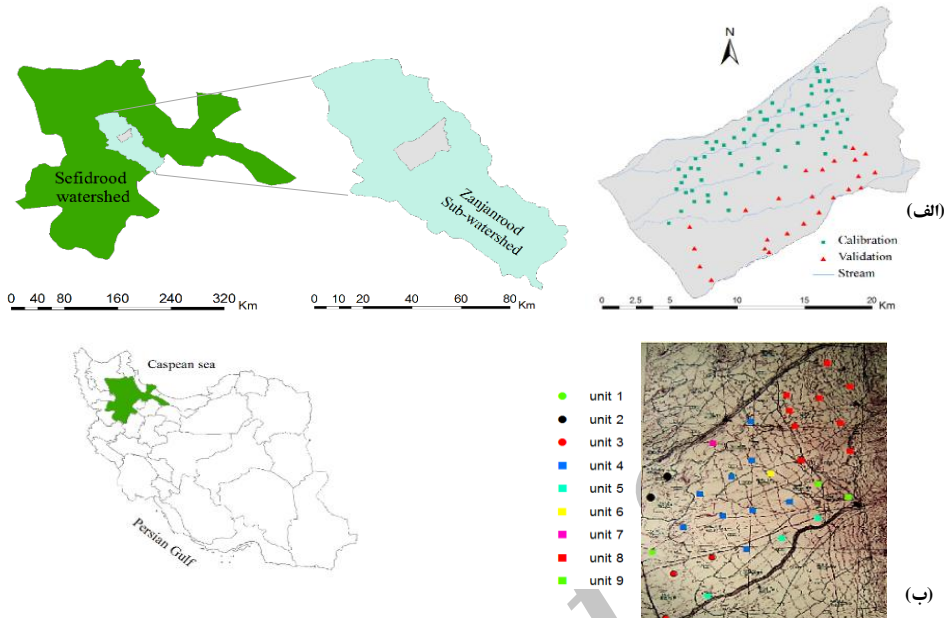 Sefidrood
watershed
0 40 80 160 240 320
Km
Zanjanrood
Sub-watershed
0 10 20 40 60 80
Km
N
Calibration
Validation
Stream
(الف)
0 2.5 5 10 15 20
Km
Caspean sea
Persian Gulf
unit 1
unit 2
unit 3
unit 4
unit 5
unit 6
unit 7
unit 8
unit 9
(ب)